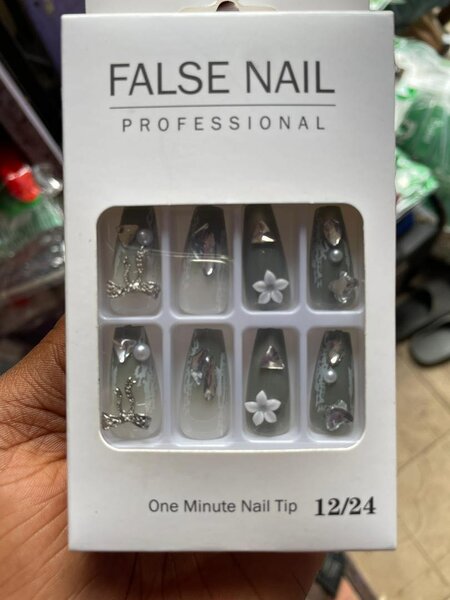 FALSE NAIL
PROFESSIONAL
One Minute Nail Tip 12/24